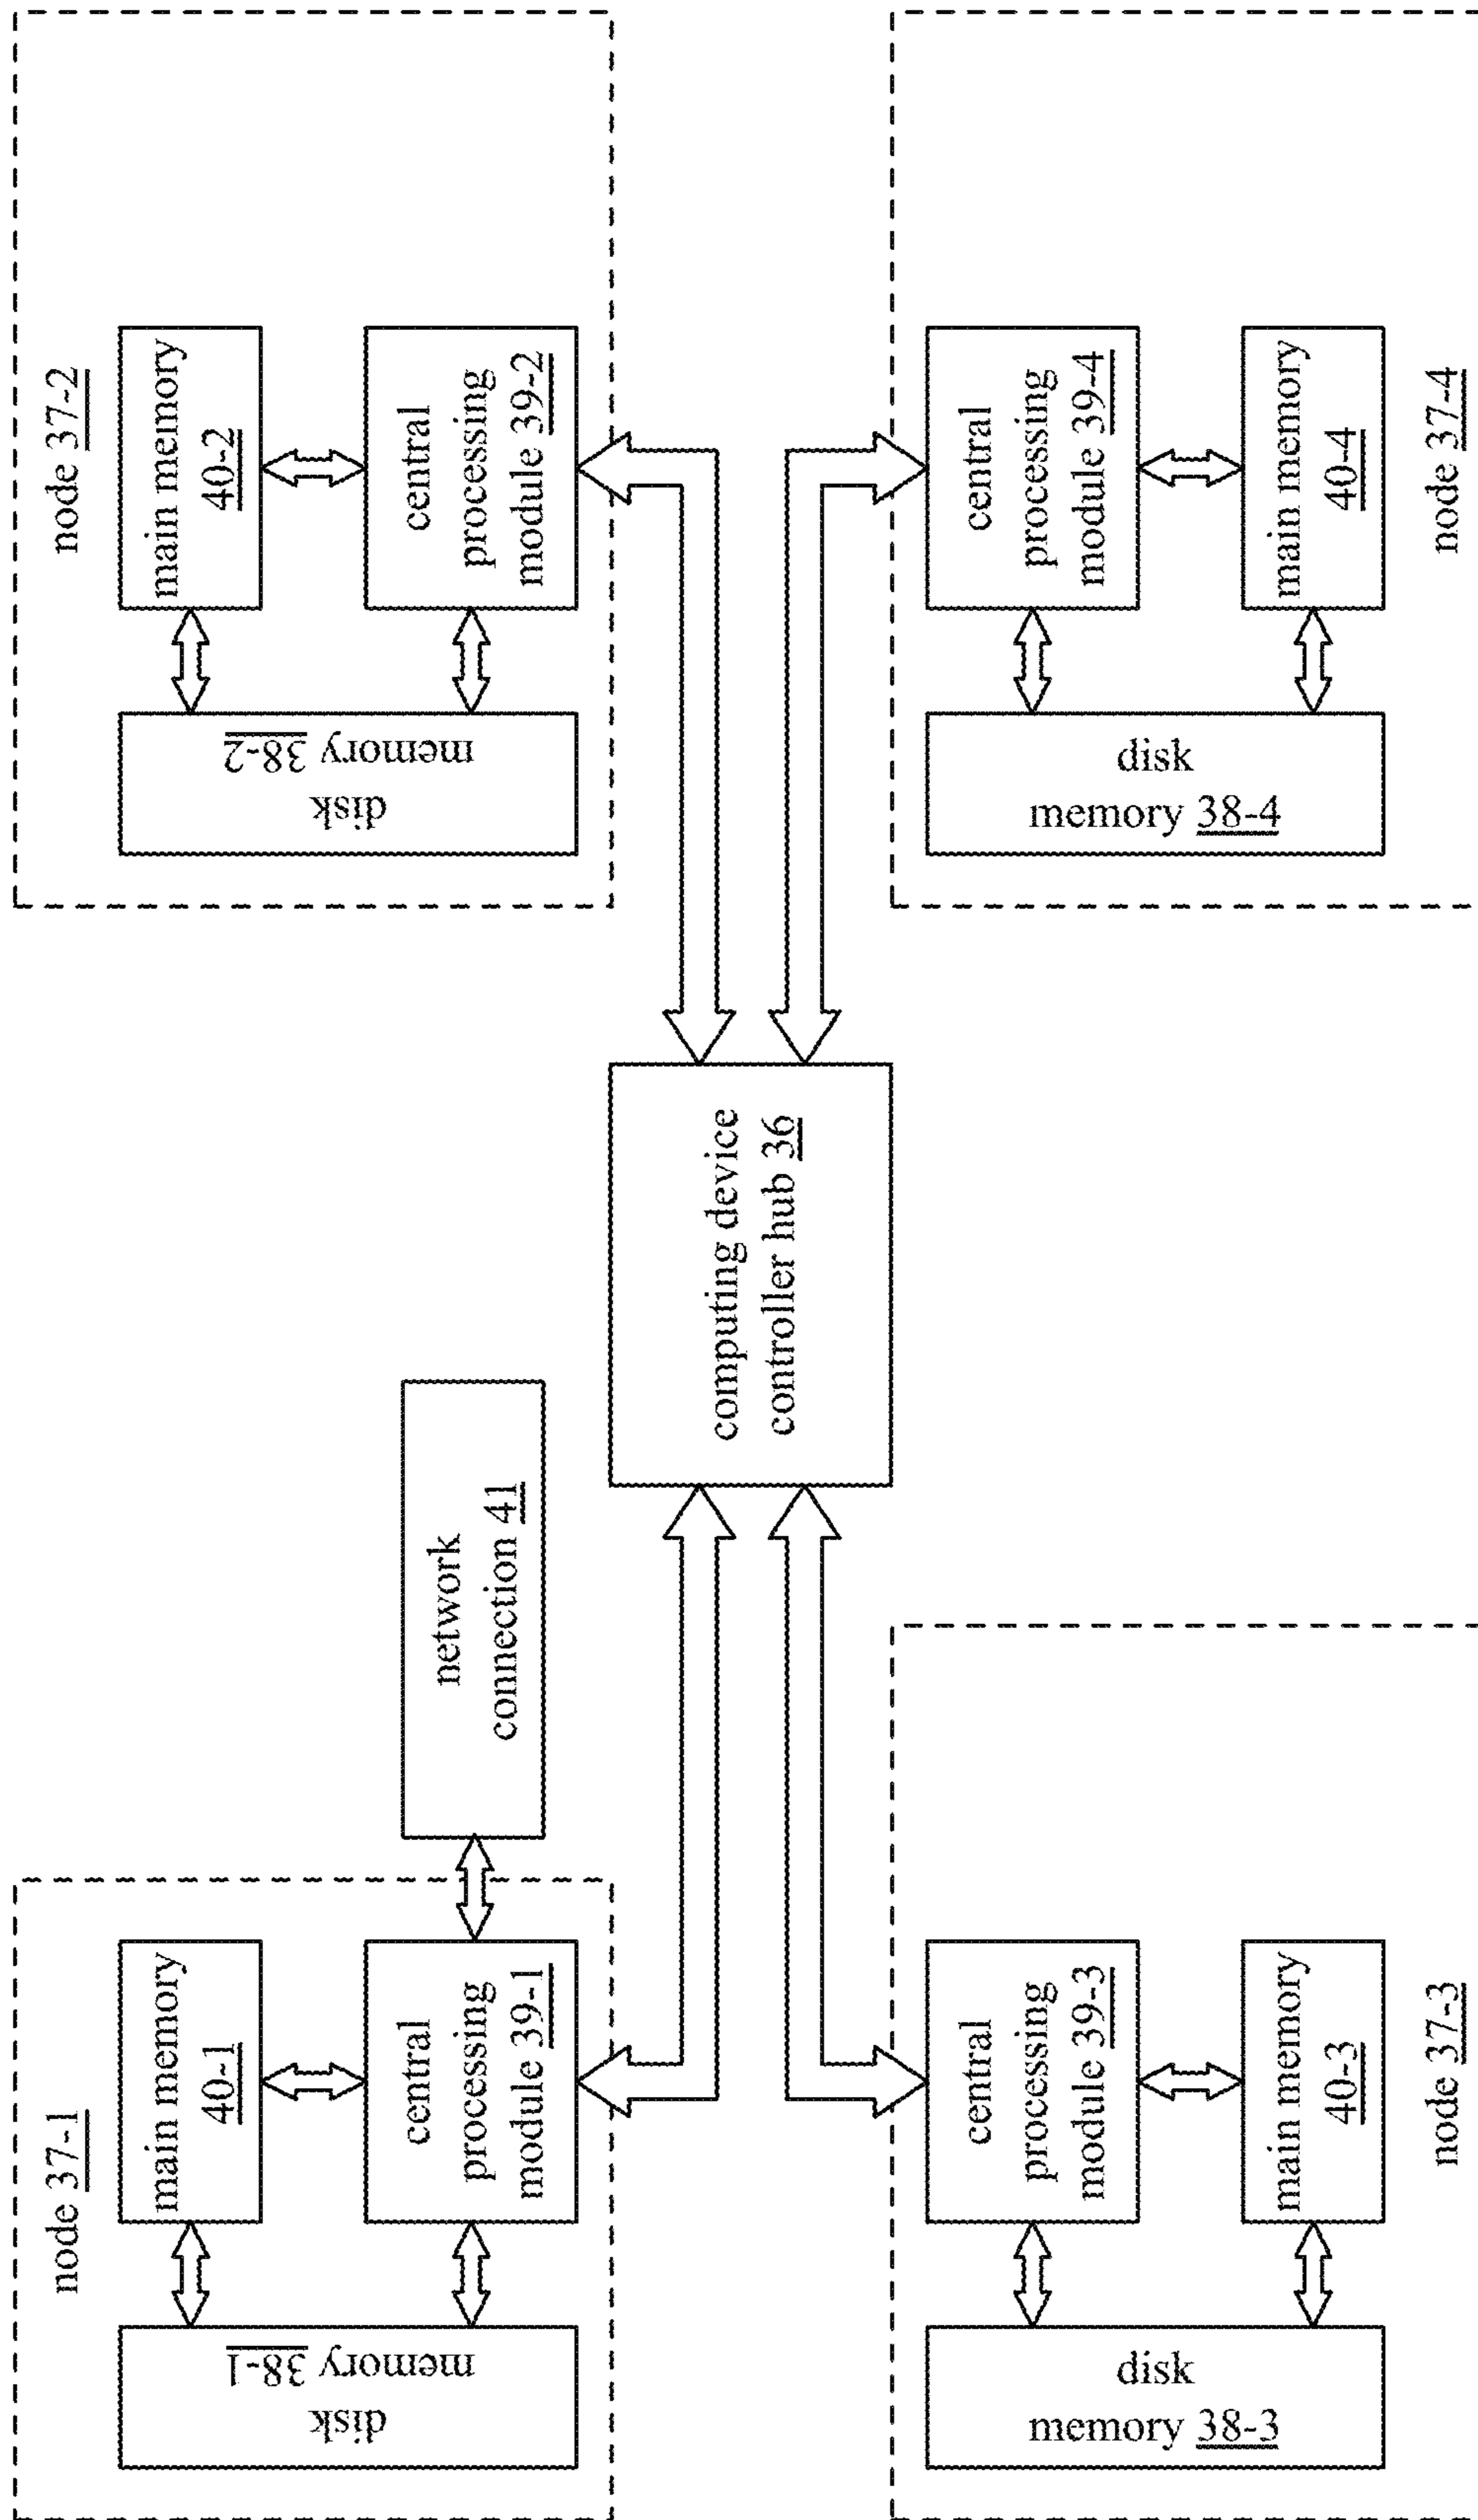 node 37-1
main memory
40-1
central
processing
module 39-1
disk
memory 38-1
network
connection 41
node 37-2
main memory
40-2
central
processing
module 39-2
disk
memory 38-2
computing device
controller hub 36
central
processing
module 39-3
main memory
40-3
disk
memory 38-3
node 37-3
central
processing
module 39-4
main memory
40-4
disk
memory 38-4
node 37-4